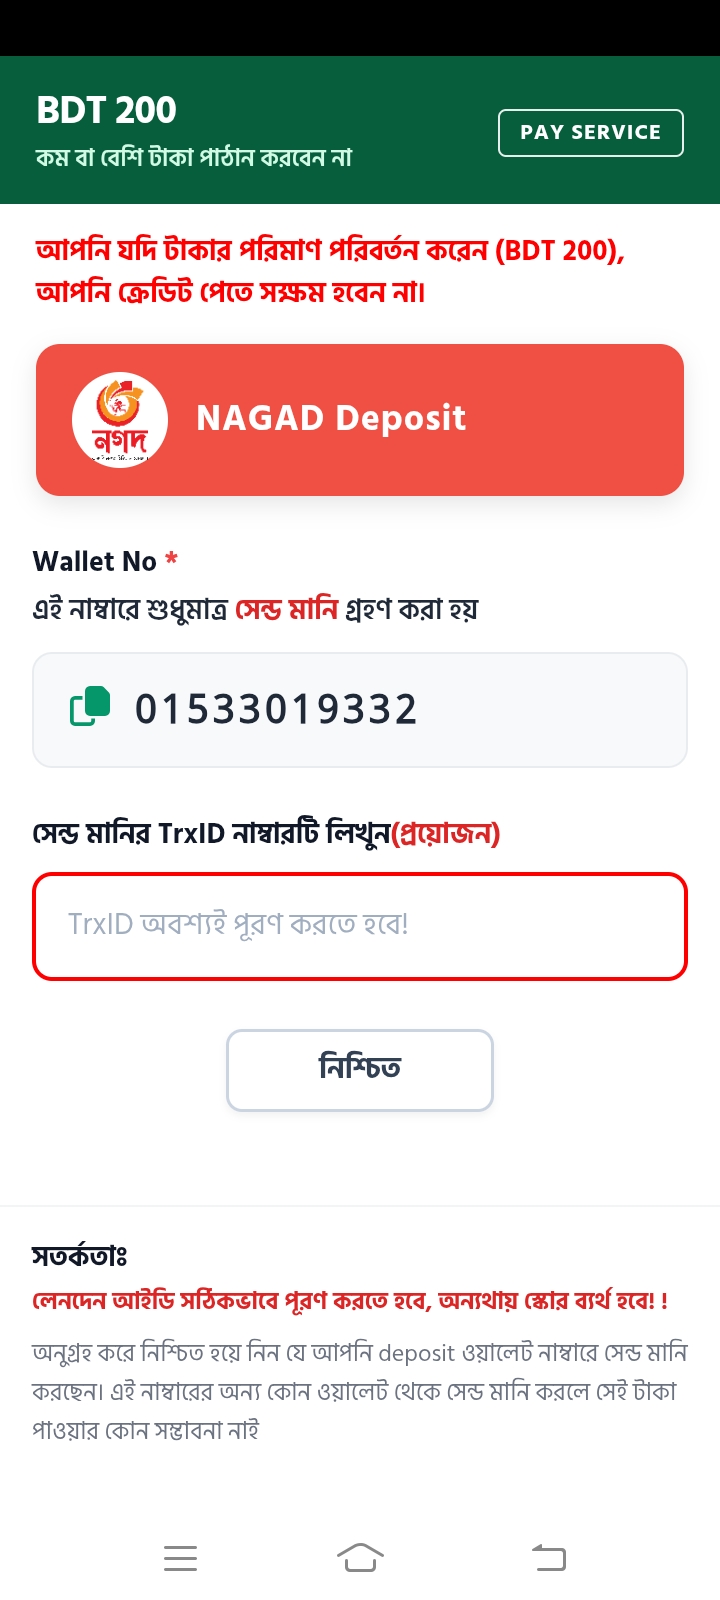 BDT 200
কম বা বেশি টাকা পাঠান করবেন না
PAY SERVICE
আপনি যদি টাকার পরিমাণ পরিবর্তন করেন (BDT 200),
আপনি ক্রেডিট পেতে সক্ষম হবেন না।
নগদ
NAGAD Deposit
Wallet No *
এই নাম্বারে শুধুমাত্র সেন্ড মানি গ্রহণ করা হয়
01533019332
সেন্ড মানির TrxID নাম্বারটি লিখুন(প্রয়োজন)
TrxID অবশ্যই পূরণ করতে হবে!
নিশ্চিত
সতর্কতাঃ
লেনদেন আইডি সঠিকভাবে পূরণ করতে হবে, অন্যথায় স্কোর ব্যর্থ হবে! !
অনুগ্রহ করে নিশ্চিত হয়ে নিন যে আপনি deposit ওয়ালেট নাম্বারে সেন্ড মানি
করছেন। এই নাম্বারের অন্য কোন ওয়ালেট থেকে সেন্ড মানি করলে সেই টাকা
পাওয়ার কোন সম্ভাবনা নাই